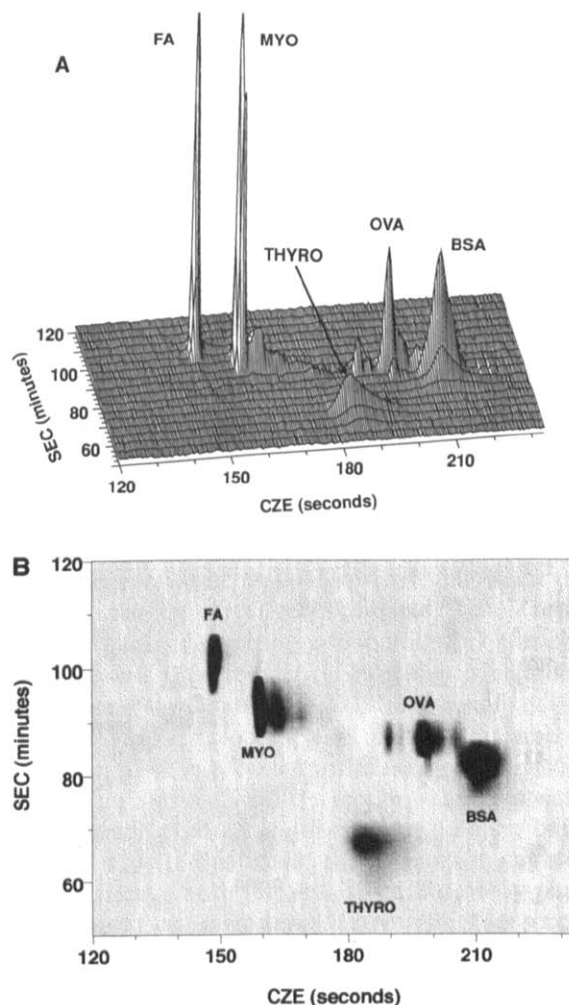 A
FA
MYO
THYRO
OVA
BSA
120
100
80
60
SEC (minutes)
120
150
180
210
CZE (seconds)
B
120
100
80
60
SEC (minutes)
FA
MYO
OVA
BSA
THYRO
120
150
180
210
CZE (seconds)